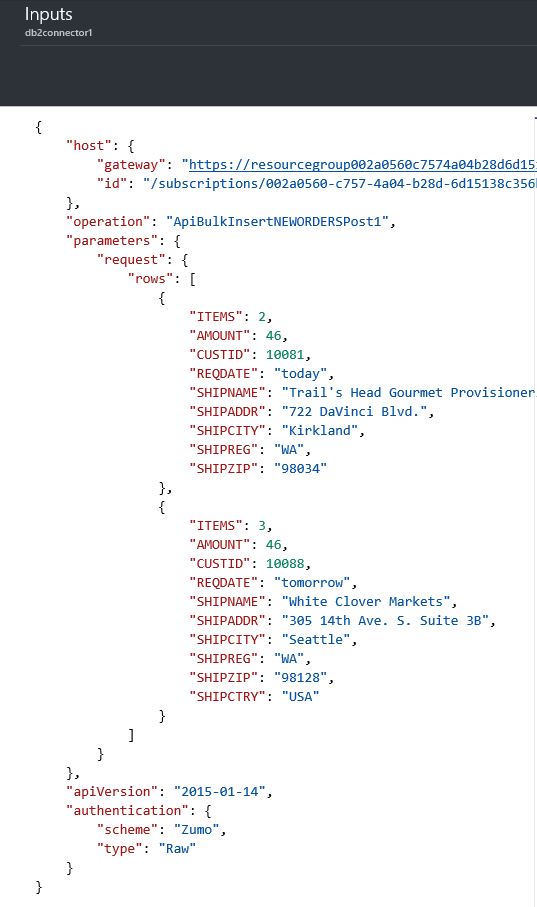 Inputs
db2connector1
{
"host": {
"gateway": "https://resourcegroup002a0560c7574a04b28d6d15
"id": "/subscriptions/002a0560-c757-4a04-b28d-6d15138c356
},
"operation": "ApiBulkInsertNEWORDERSPost1",
"parameters": {
"request": {
"rows": [
{
"ITEMS": 2,
"AMOUNT": 46,
"CUSTID": 10081,
"REQDATE": "today",
"SHIPNAME": "Trail's Head Gourmet Provisioner
"SHIPADDR": "722 DaVinci Blvd.",
"SHIPCITY": "Kirkland",
"SHIPREG": "WA",
"SHIPZIP": "98034"
},
{
"ITEMS": 3,
"AMOUNT": 46,
"CUSTID": 10088,
"REQDATE": "tomorrow",
"SHIPNAME": "White Clover Markets",
"SHIPADDR": "305 14th Ave. S. Suite 3B",
"SHIPCITY": "Seattle",
"SHIPREG": "WA",
"SHIPZIP": "98128",
"SHIPCTRY": "USA"
}
]
}
},
"apiVersion": "2015-01-14",
"authentication": {
"scheme": "Zumo",
"type": "Raw"
}
}